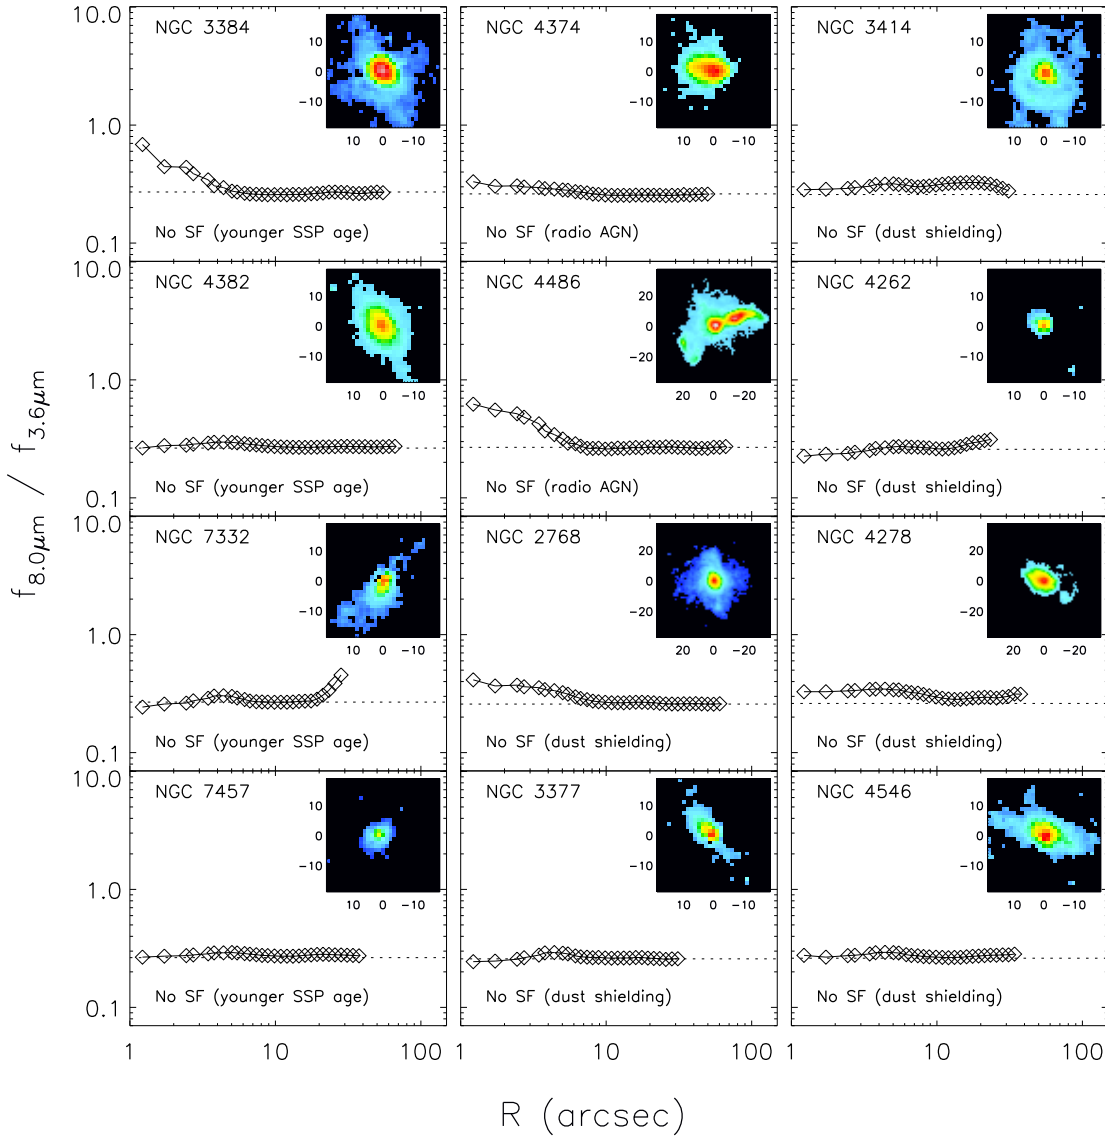 NGC 3384
10
0
−10
10 0 −10
No SF (younger SSP age)
NGC 4374
10
0
−10
10 0 −10
No SF (radio AGN)
NGC 3414
10
0
−10
10 0 −10
No SF (dust shielding)
10.0
1.0
0.1
NGC 4382
10
0
−10
10 0 −10
No SF (younger SSP age)
NGC 4486
20
0
−20
20 0 −20
No SF (radio AGN)
NGC 4262
10
0
−10
10 0 −10
No SF (dust shielding)
10.0
1.0
0.1
NGC 7332
10
0
−10
10 0 −10
No SF (younger SSP age)
NGC 2768
20
0
−20
20 0 −20
No SF (dust shielding)
NGC 4278
20
0
−20
20 0 −20
No SF (dust shielding)
10.0
1.0
0.1
NGC 7457
10
0
−10
10 0 −10
No SF (younger SSP age)
NGC 3377
10
0
−10
10 0 −10
No SF (dust shielding)
NGC 4546
10
0
−10
10 0 −10
No SF (dust shielding)
10.0
1.0
0.1
1 10 100
1 10 100
1 10 100
f8.0μm / f3.6μm
R (arcsec)